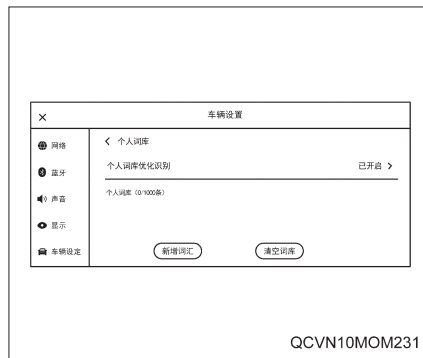 ×
车辆设置
网络
蓝牙
声音
显示
车辆设定
个人词库
个人词库优化识别
已开启
个人词库（0/1000条）
新增词汇
清空词库
QCVN10MOM231